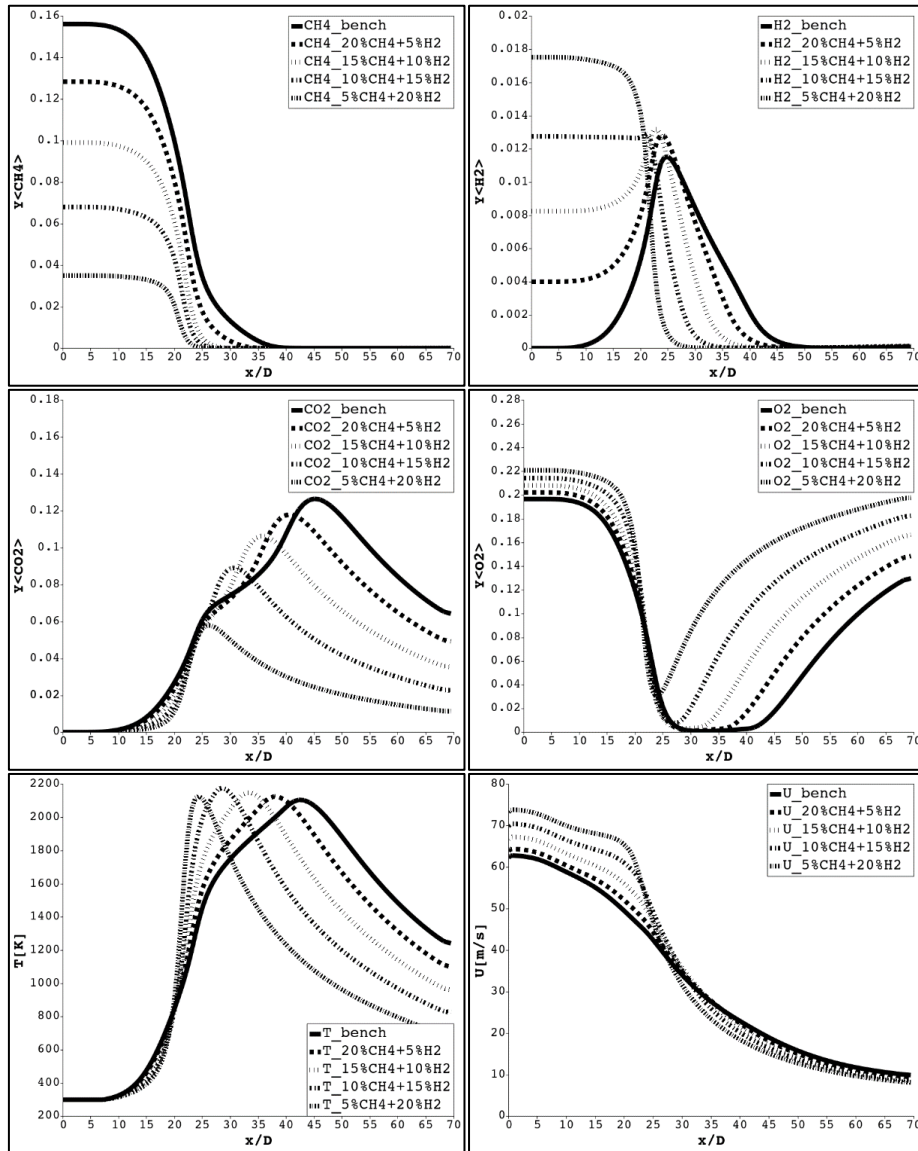 CH4_bench
CH4_20%CH4+5%H2
CH4_15%CH4+10%H2
CH4_10%CH4+15%H2
CH4_5%CH4+20%H2
Y<CH4>
0.16
0.14
0.12
0.1
0.08
0.06
0.04
0.02
0
0 5 10 15 20 25 30 35 40 45 50 55 60 65 70
x/D
H2_bench
H2_20%CH4+5%H2
H2_15%CH4+10%H2
H2_10%CH4+15%H2
H2_5%CH4+20%H2
Y<H2>
0.02
0.018
0.016
0.014
0.012
0.01
0.008
0.006
0.004
0.002
0
0 5 10 15 20 25 30 35 40 45 50 55 60 65 70
x/D
CO2_bench
CO2_20%CH4+5%H2
CO2_15%CH4+10%H2
CO2_10%CH4+15%H2
CO2_5%CH4+20%H2
Y<CO2>
0.18
0.16
0.14
0.12
0.1
0.08
0.06
0.04
0.02
0
0 5 10 15 20 25 30 35 40 45 50 55 60 65 70
x/D
O2_bench
O2_20%CH4+5%H2
O2_15%CH4+10%H2
O2_10%CH4+15%H2
O2_5%CH4+20%H2
Y<O2>
0.28
0.26
0.24
0.22
0.2
0.18
0.16
0.14
0.12
0.1
0.08
0.06
0.04
0.02
0
0 5 10 15 20 25 30 35 40 45 50 55 60 65 70
x/D
T[K]
2200
2000
1800
1600
1400
1200
1000
800
600
400
200
T_bench
T_20%CH4+5%H2
T_15%CH4+10%H2
T_10%CH4+15%H2
T_5%CH4+20%H2
0 5 10 15 20 25 30 35 40 45 50 55 60 65 70
x/D
U_bench
U_20%CH4+5%H2
U_15%CH4+10%H2
U_10%CH4+15%H2
U_5%CH4+20%H2
U[m/s]
80
70
60
50
40
30
20
10
0
0 5 10 15 20 25 30 35 40 45 50 55 60 65 70
x/D